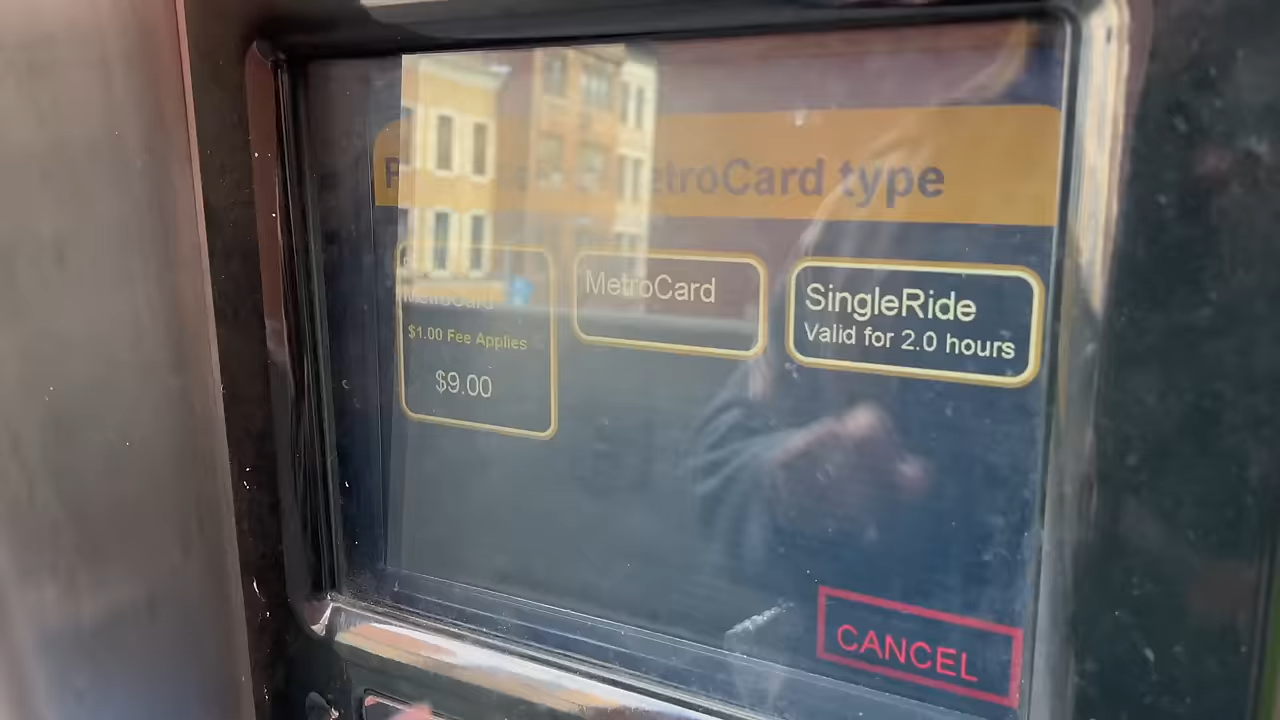 MetroCard type
MetroCard
$1.00 Fee Applies
$9.00
MetroCard
SingleRide
Valid for 2.0 hours
CANCEL